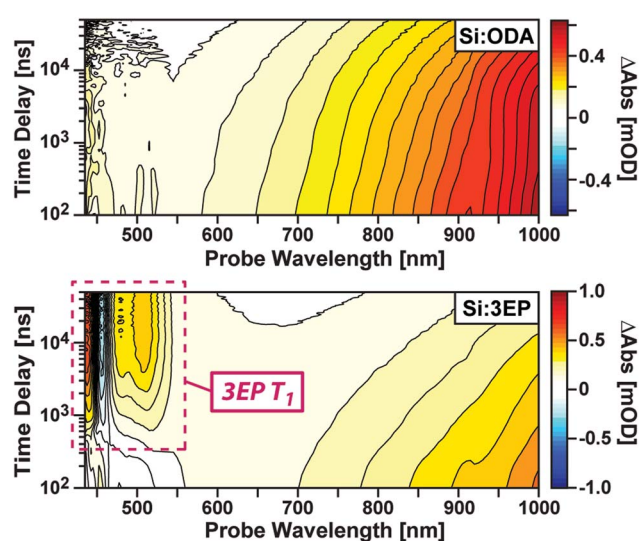 Si:ODA
Time Delay [ns]
10⁴
10³
10²
500
600
700
800
900
1000
Probe Wavelength [nm]
0.4
0
-0.4
ΔAbs [mOD]
Si:3EP
3EP T₁
Time Delay [ns]
10⁴
10³
10²
500
600
700
800
900
1000
Probe Wavelength [nm]
1.0
0.5
0
-0.5
-1.0
ΔAbs [mOD]